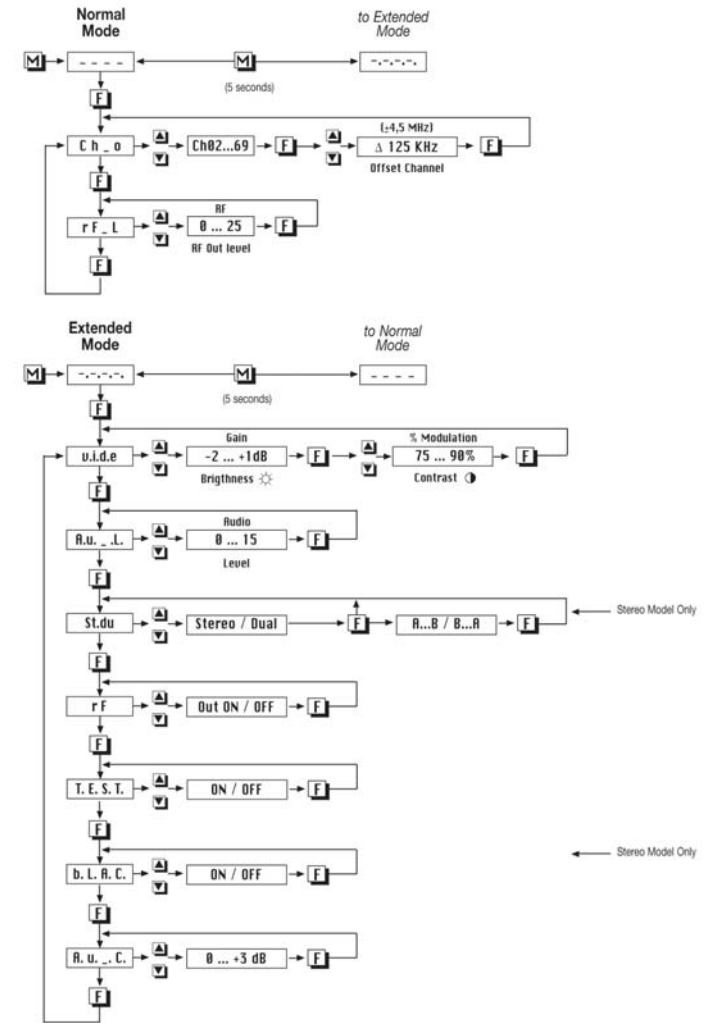 Normal
Mode
to Extended
Mode
M
- - - -
M
-.-.-.-.
(5 seconds)
F
(±4,5 MHz)
C h _ o
▲
▼
Ch02...69
F
▲
▼
Δ 125 KHz
F
Offset Channel
F
RF
r F _ L
▲
▼
0 ... 25
F
RF Out level
F
Extended
Mode
to Normal
Mode
M
-.-.-.-.
M
- - - -
(5 seconds)
F
Gain
% Modulation
v.i.d.e
▲
▼
-2 ... +1dB
F
▲
▼
75 ... 90%
F
Brigthness
Contrast
F
Audio
A.u. _ .L.
▲
▼
0 ... 15
F
Level
F
St.du
▲
▼
Stereo / Dual
F
A...B / B...A
F
Stereo Model Only
F
r F
▲
▼
Out ON / OFF
F
F
T. E. S. T.
▲
▼
ON / OFF
F
F
Stereo Model Only
b. L. A. C.
▲
▼
ON / OFF
F
F
A. u. _. C.
▲
▼
0 ... +3 dB
F
F